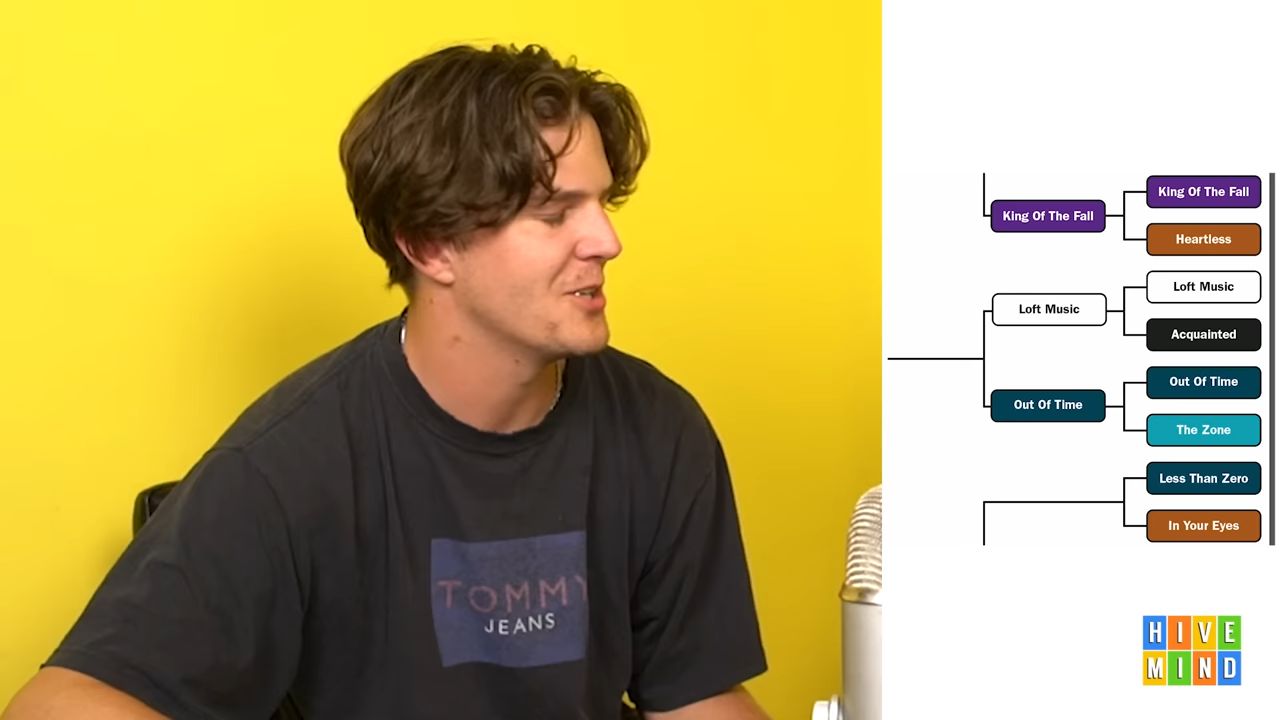 TOMMY
JEANS
King Of The Fall
King Of The Fall
Heartless
Loft Music
Loft Music
Acquainted
Out Of Time
Out Of Time
The Zone
Less Than Zero
In Your Eyes
HIVE
MIND